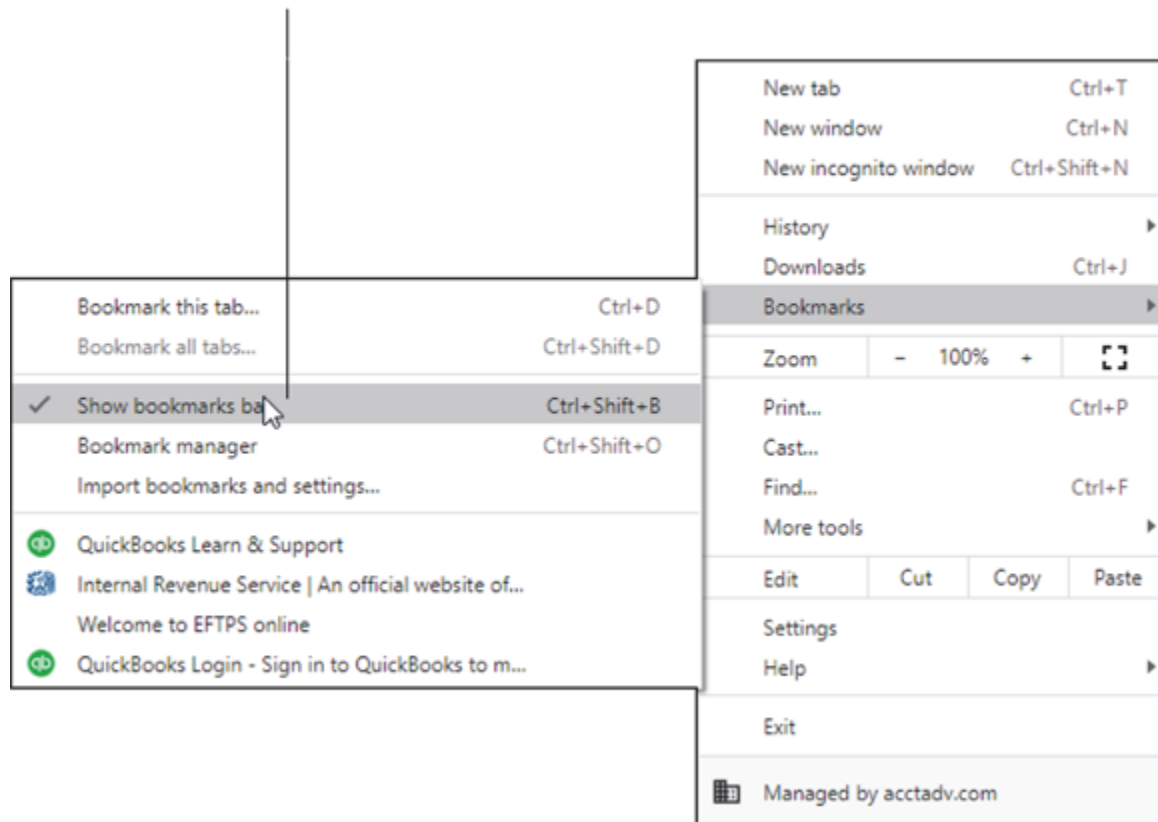 New tab Ctrl+T
New window Ctrl+N
New incognito window Ctrl+Shift+N
History
Downloads Ctrl+J
Bookmarks
Zoom - 100% +
Print... Ctrl+P
Cast...
Find... Ctrl+F
More tools
Edit Cut Copy Paste
Settings
Help
Exit
Managed by acctadv.com
Bookmark this tab... Ctrl+D
Bookmark all tabs... Ctrl+Shift+D
Show bookmarks ba Ctrl+Shift+B
Bookmark manager Ctrl+Shift+O
Import bookmarks and settings...
QuickBooks Learn & Support
Internal Revenue Service | An official website of...
Welcome to EFTPS online
QuickBooks Login - Sign in to QuickBooks to m...